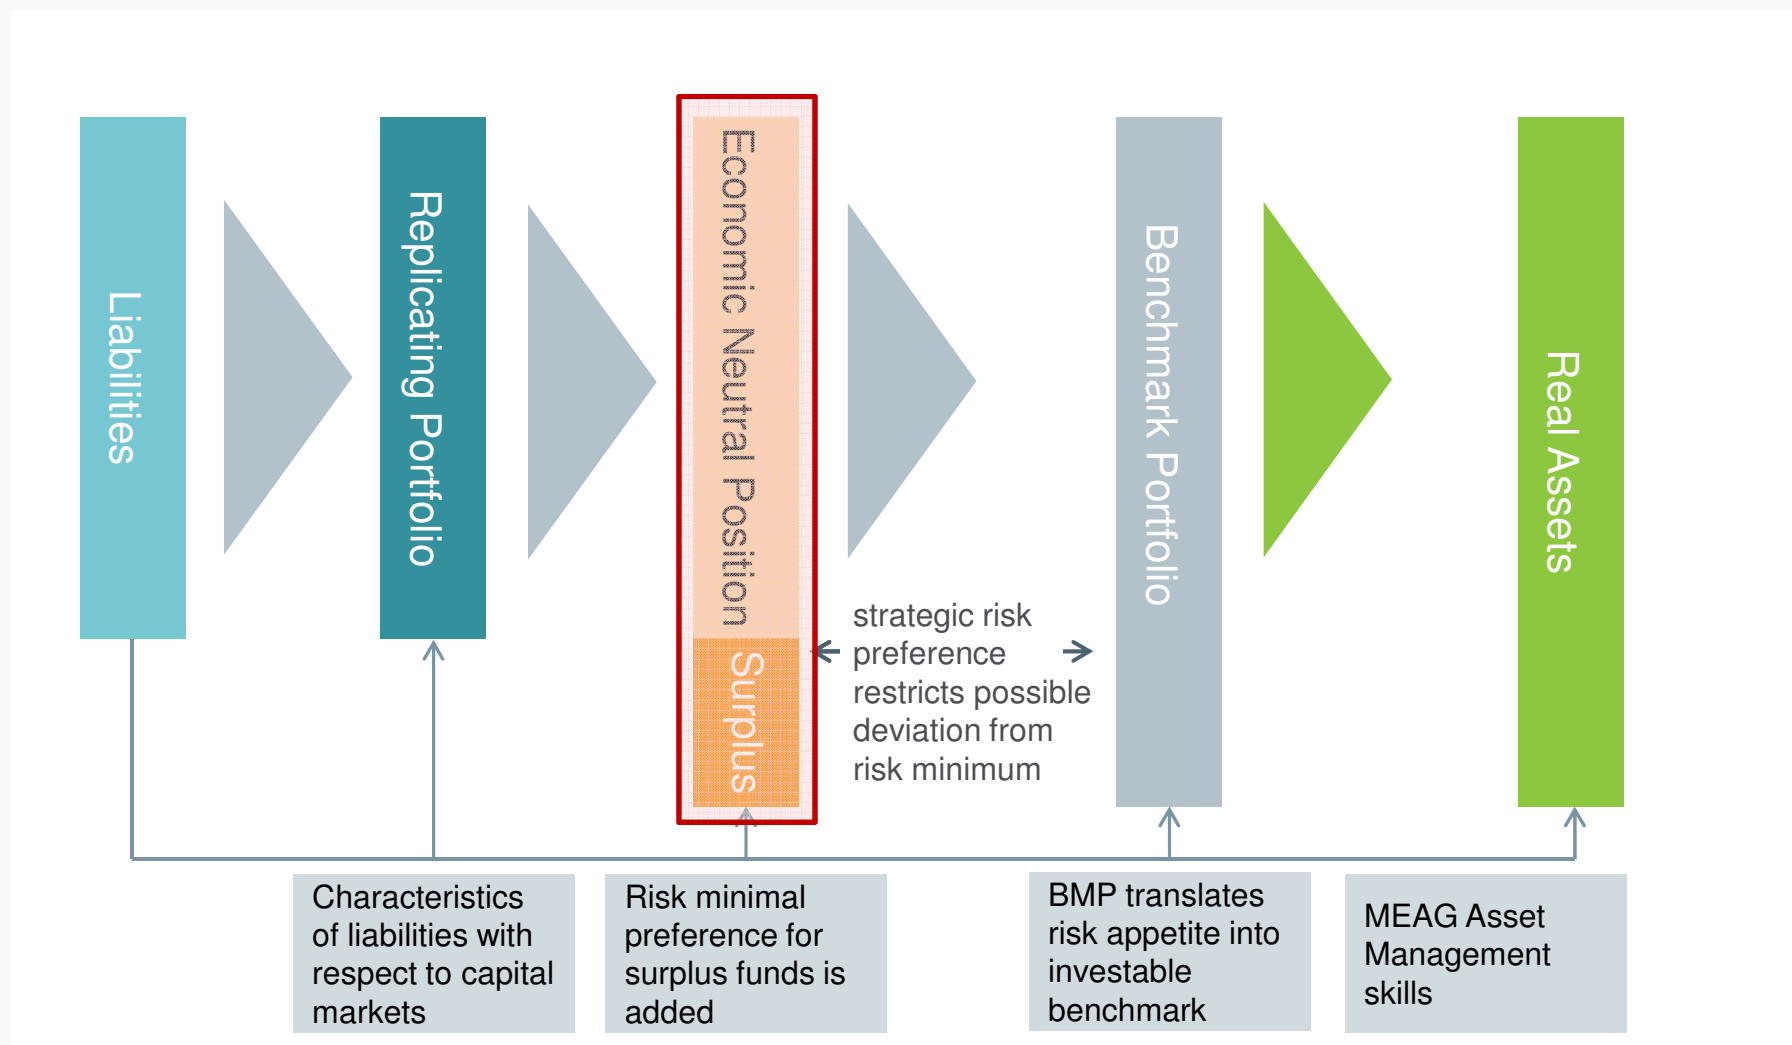 Liabilities
Replicating Portfolio
Economic Neutral Position
Surplus
strategic risk
preference
restricts possible
deviation from
risk minimum
Benchmark Portfolio
Real Assets
Characteristics
of liabilities with
respect to capital
markets
Risk minimal
preference for
surplus funds is
added
BMP translates
risk appetite into
investable
benchmark
MEAG Asset
Management
skills